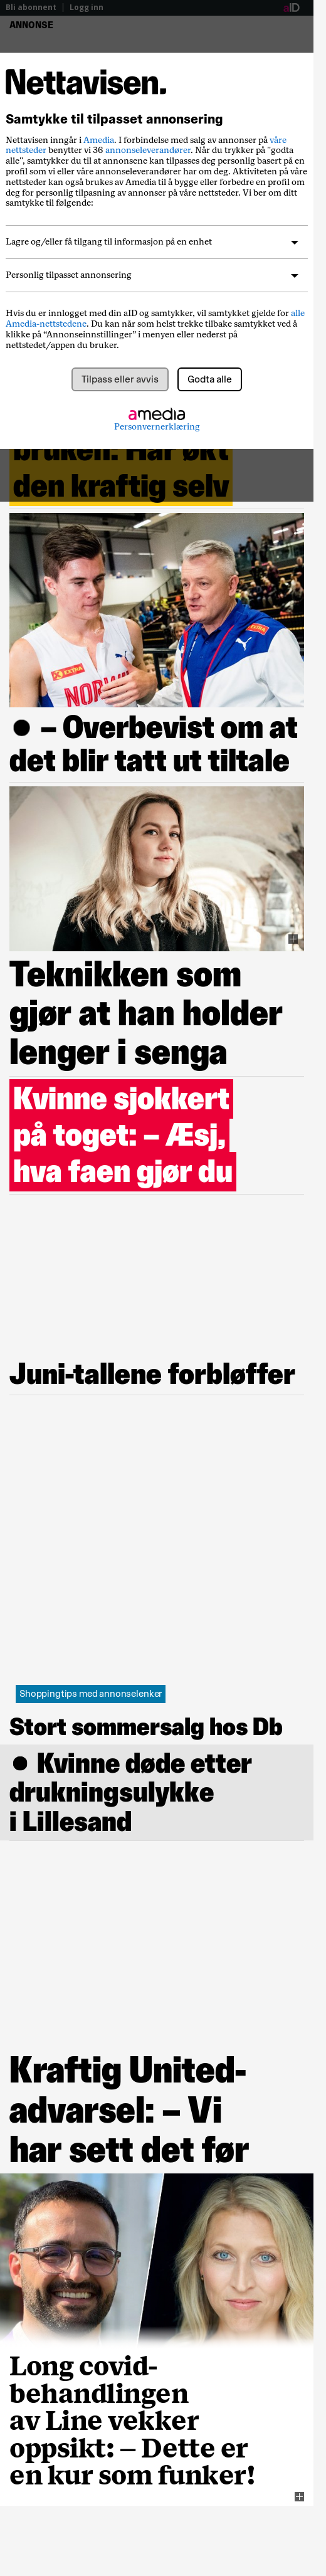 Bli abonnent | Logg inn
aID
ANNONSE
Nettavisen.
Samtykke til tilpasset annonsering
Nettavisen inngår i Amedia. I forbindelse med salg av annonser på våre
nettsteder benytter vi 36 annonseleverandører. Når du trykker på "godta
alle", samtykker du til at annonsene kan tilpasses deg personlig basert på en
profil som vi eller våre annonseleverandører har om deg. Aktiviteten på våre
nettsteder kan også brukes av Amedia til å bygge eller forbedre en profil om
deg for personlig tilpasning av annonser på våre nettsteder. Vi ber om ditt
samtykke til følgende:
Lagre og/eller få tilgang til informasjon på en enhet
Personlig tilpasset annonsering
Hvis du er innlogget med din aID og samtykker, vil samtykket gjelde for alle
Amedia-nettstedene. Du kan når som helst trekke tilbake samtykket ved å
klikke på “Annonseinnstillinger” i menyen eller nederst på
nettstedet/appen du bruker.
Tilpass eller avvis
Godta alle
amedia
Personvernerklæring
bruken: Har økt
den kraftig selv
EXTRA
NORW
● – Overbevist om at
det blir tatt ut tiltale
Teknikken som
gjør at han holder
lenger i senga
Kvinne sjokkert
på toget: – Æsj,
hva faen gjør du
Juni-tallene forbløffer
Shoppingtips med annonselenker
Stort sommersalg hos Db
● Kvinne døde etter
drukningsulykke
i Lillesand
Kraftig United-
advarsel: – Vi
har sett det før
Long covid-
behandlingen
av Line vekker
oppsikt: – Dette er
en kur som funker!